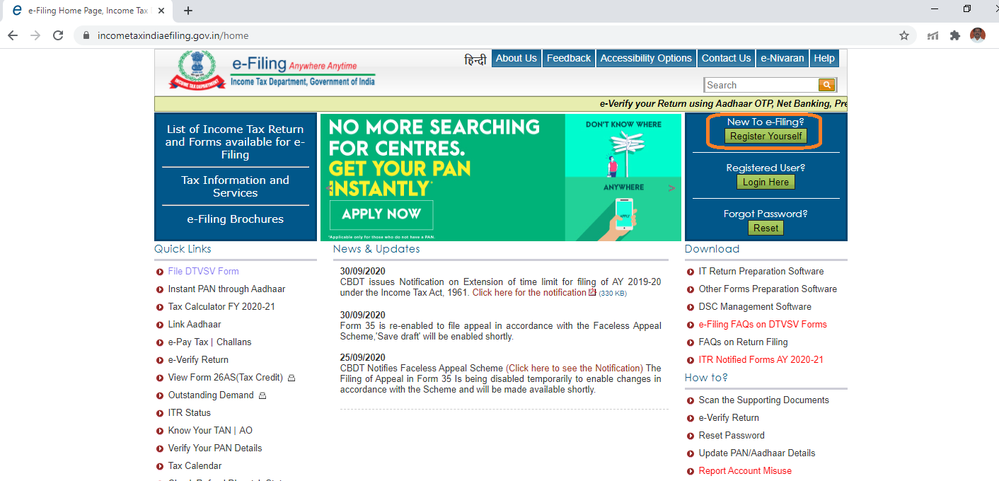 e-Filing Home Page, Income Tax
incometaxindiaefiling.gov.in/home
हिन्दी About Us Feedback Accessibility Options Contact Us e-Nivaran Help
e-Filing Anywhere Anytime
Income Tax Department, Government of India
INCOME TAX DEPARTMENT
Search
e-Verify your Return using Aadhaar OTP, Net Banking, Pre
List of Income Tax Return
and Forms available for e-
Filing
Tax Information and
Services
e-Filing Brochures
NO MORE SEARCHING
FOR CENTRES.
GET YOUR PAN
INSTANTLY*
APPLY NOW
*Applicable only for those who do not have a PAN.
DON'T KNOW WHERE
ANYWHERE
APPLY
New To e-Filing?
Register Yourself
Registered User?
Login Here
Forgot Password?
Reset
Quick Links
File DTVSV Form
Instant PAN through Aadhaar
Tax Calculator FY 2020-21
Link Aadhaar
e-Pay Tax | Challans
e-Verify Return
View Form 26AS(Tax Credit)
Outstanding Demand
ITR Status
Know Your TAN | AO
Verify Your PAN Details
Tax Calendar
News & Updates
30/09/2020
CBDT issues Notification on Extension of time limit for filing of AY 2019-20
under the Income Tax Act, 1961. Click here for the notification (330 KB)
30/09/2020
Form 35 is re-enabled to file appeal in accordance with the Faceless Appeal
Scheme,'Save draft' will be enabled shortly.
25/09/2020
CBDT Notifies Faceless Appeal Scheme (Click here to see the Notification) The
Filing of Appeal in Form 35 Is being disabled temporarily to enable changes in
accordance with the Scheme and will be made available shortly.
Download
IT Return Preparation Software
Other Forms Preparation Software
DSC Management Software
e-Filing FAQs on DTVSV Forms
FAQs on Return Filing
ITR Notified Forms AY 2020-21
How to?
Scan the Supporting Documents
e-Verify Return
Reset Password
Update PAN/Aadhaar Details
Report Account Misuse